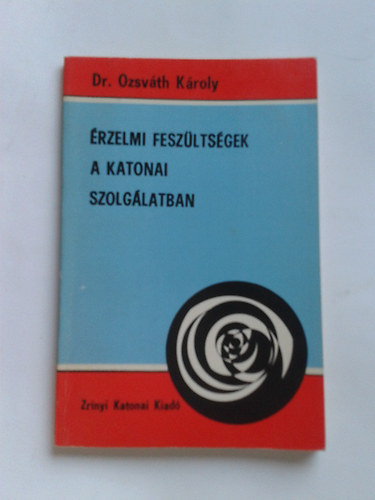 Dr. Ozsváth Károly
ÉRZELMI FESZÜLTSÉGEK
A KATONAI
SZOLGÁLATBAN
Zrínyi Katonai Kiadó